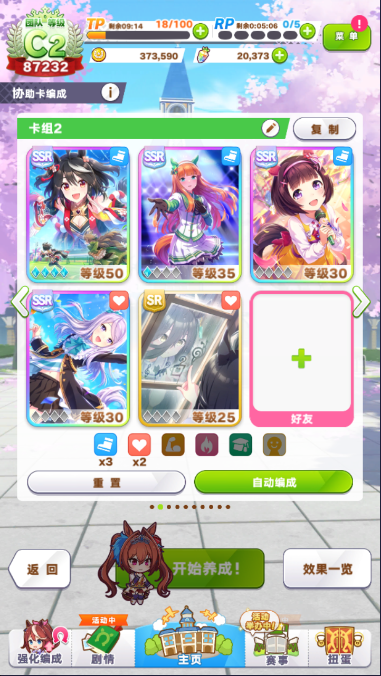 团队 等级
C2
87232
TP
剩余09:14
18/100
RP
剩余0:05:06
0/5
菜单
373,590
20,373
协助卡编成
i
卡组2
复制
SSR
等级50
SSR
等级35
SSR
等级30
SSR
等级30
SR
等级25
好友
x3
x2
重置
自动编成
返回
开始养成!
效果一览
强化编成
活动中
剧情
主页
活动
举办中!
赛事
扭蛋